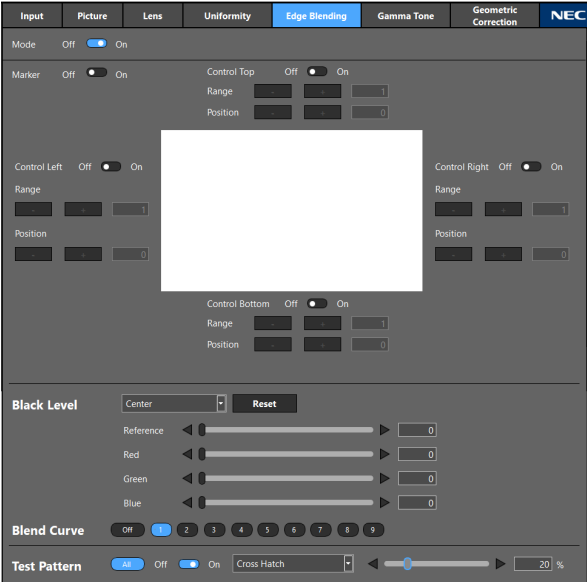 Input Picture Lens Uniformity Edge Blending Gamma Tone Geometric Correction NEC
Mode Off On
Marker Off On
Control Top Off On
Range - + 1
Position - + 0
Control Left Off On
Range
- + 1
Position
- + 0
Control Right Off On
Range
- + 1
Position
- + 0
Control Bottom Off On
Range - + 1
Position - + 0
Black Level Center Reset
Reference 0
Red 0
Green 0
Blue 0
Blend Curve Off 1 2 3 4 5 6 7 8 9
Test Pattern All Off On Cross Hatch 20 %